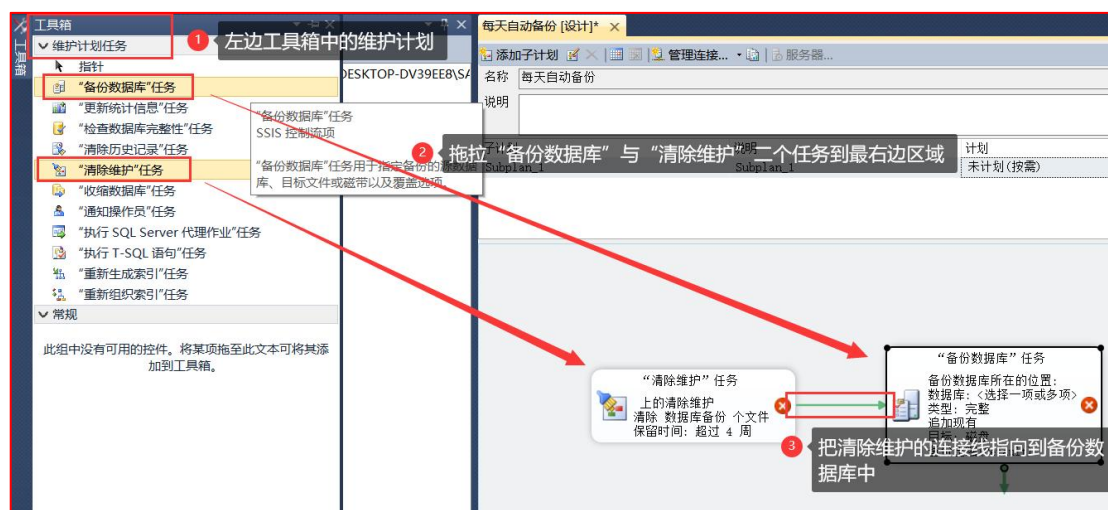 工具箱
工具箱
维护计划任务
1 左边工具箱中的维护计划
指针
“备份数据库”任务
“更新统计信息”任务
“检查数据库完整性”任务
“清除历史记录”任务
“清除维护”任务
“收缩数据库”任务
“通知操作员”任务
“执行 SQL Server 代理作业”任务
“执行 T-SQL 语句”任务
“重新生成索引”任务
“重新组织索引”任务
常规
此组中没有可用的控件。将某项拖至此文本可将其添
加到工具箱。
DESKTOP-DV39EE8\SA
“备份数据库”任务
SSIS 控制流项
“备份数据库”任务用于指定备份的源数据
库、目标文件或磁带以及覆盖选项。
每天自动备份 [设计]*
添加子计划 管理连接... 服务器...
名称 每天自动备份
说明
2 拖拉“备份数据库”与“清除维护”二个任务到最右边区域
说明 计划
Subplan_1 Subplan_1 未计划(按需)
“清除维护”任务
上的清除维护
清除 数据库备份 个文件
保留时间: 超过 4 周
“备份数据库”任务
备份数据库所在的位置:
数据库: <选择一项或多项>
类型: 完整
追加现有
目标: 磁盘
3 把清除维护的连接线指向到备份数
据库中